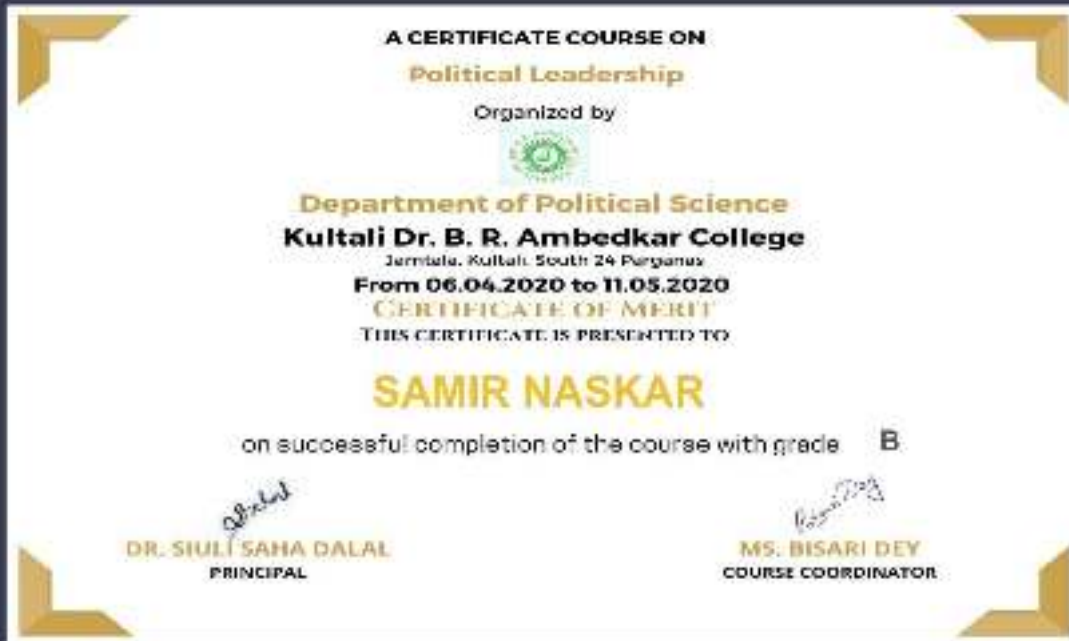 A CERTIFICATE COURSE ON
Political Leadership
Organized by
Department of Political Science
Kultali Dr. B. R. Ambedkar College
Jamtala, Kultali, South 24 Parganas
From 06.04.2020 to 11.05.2020
CERTIFICATE OF MERIT
THIS CERTIFICATE IS PRESENTED TO
SAMIR NASKAR
on successful completion of the course with grade B
DR. SIULI SAHA DALAL
PRINCIPAL
MS. BISARI DEY
COURSE COORDINATOR